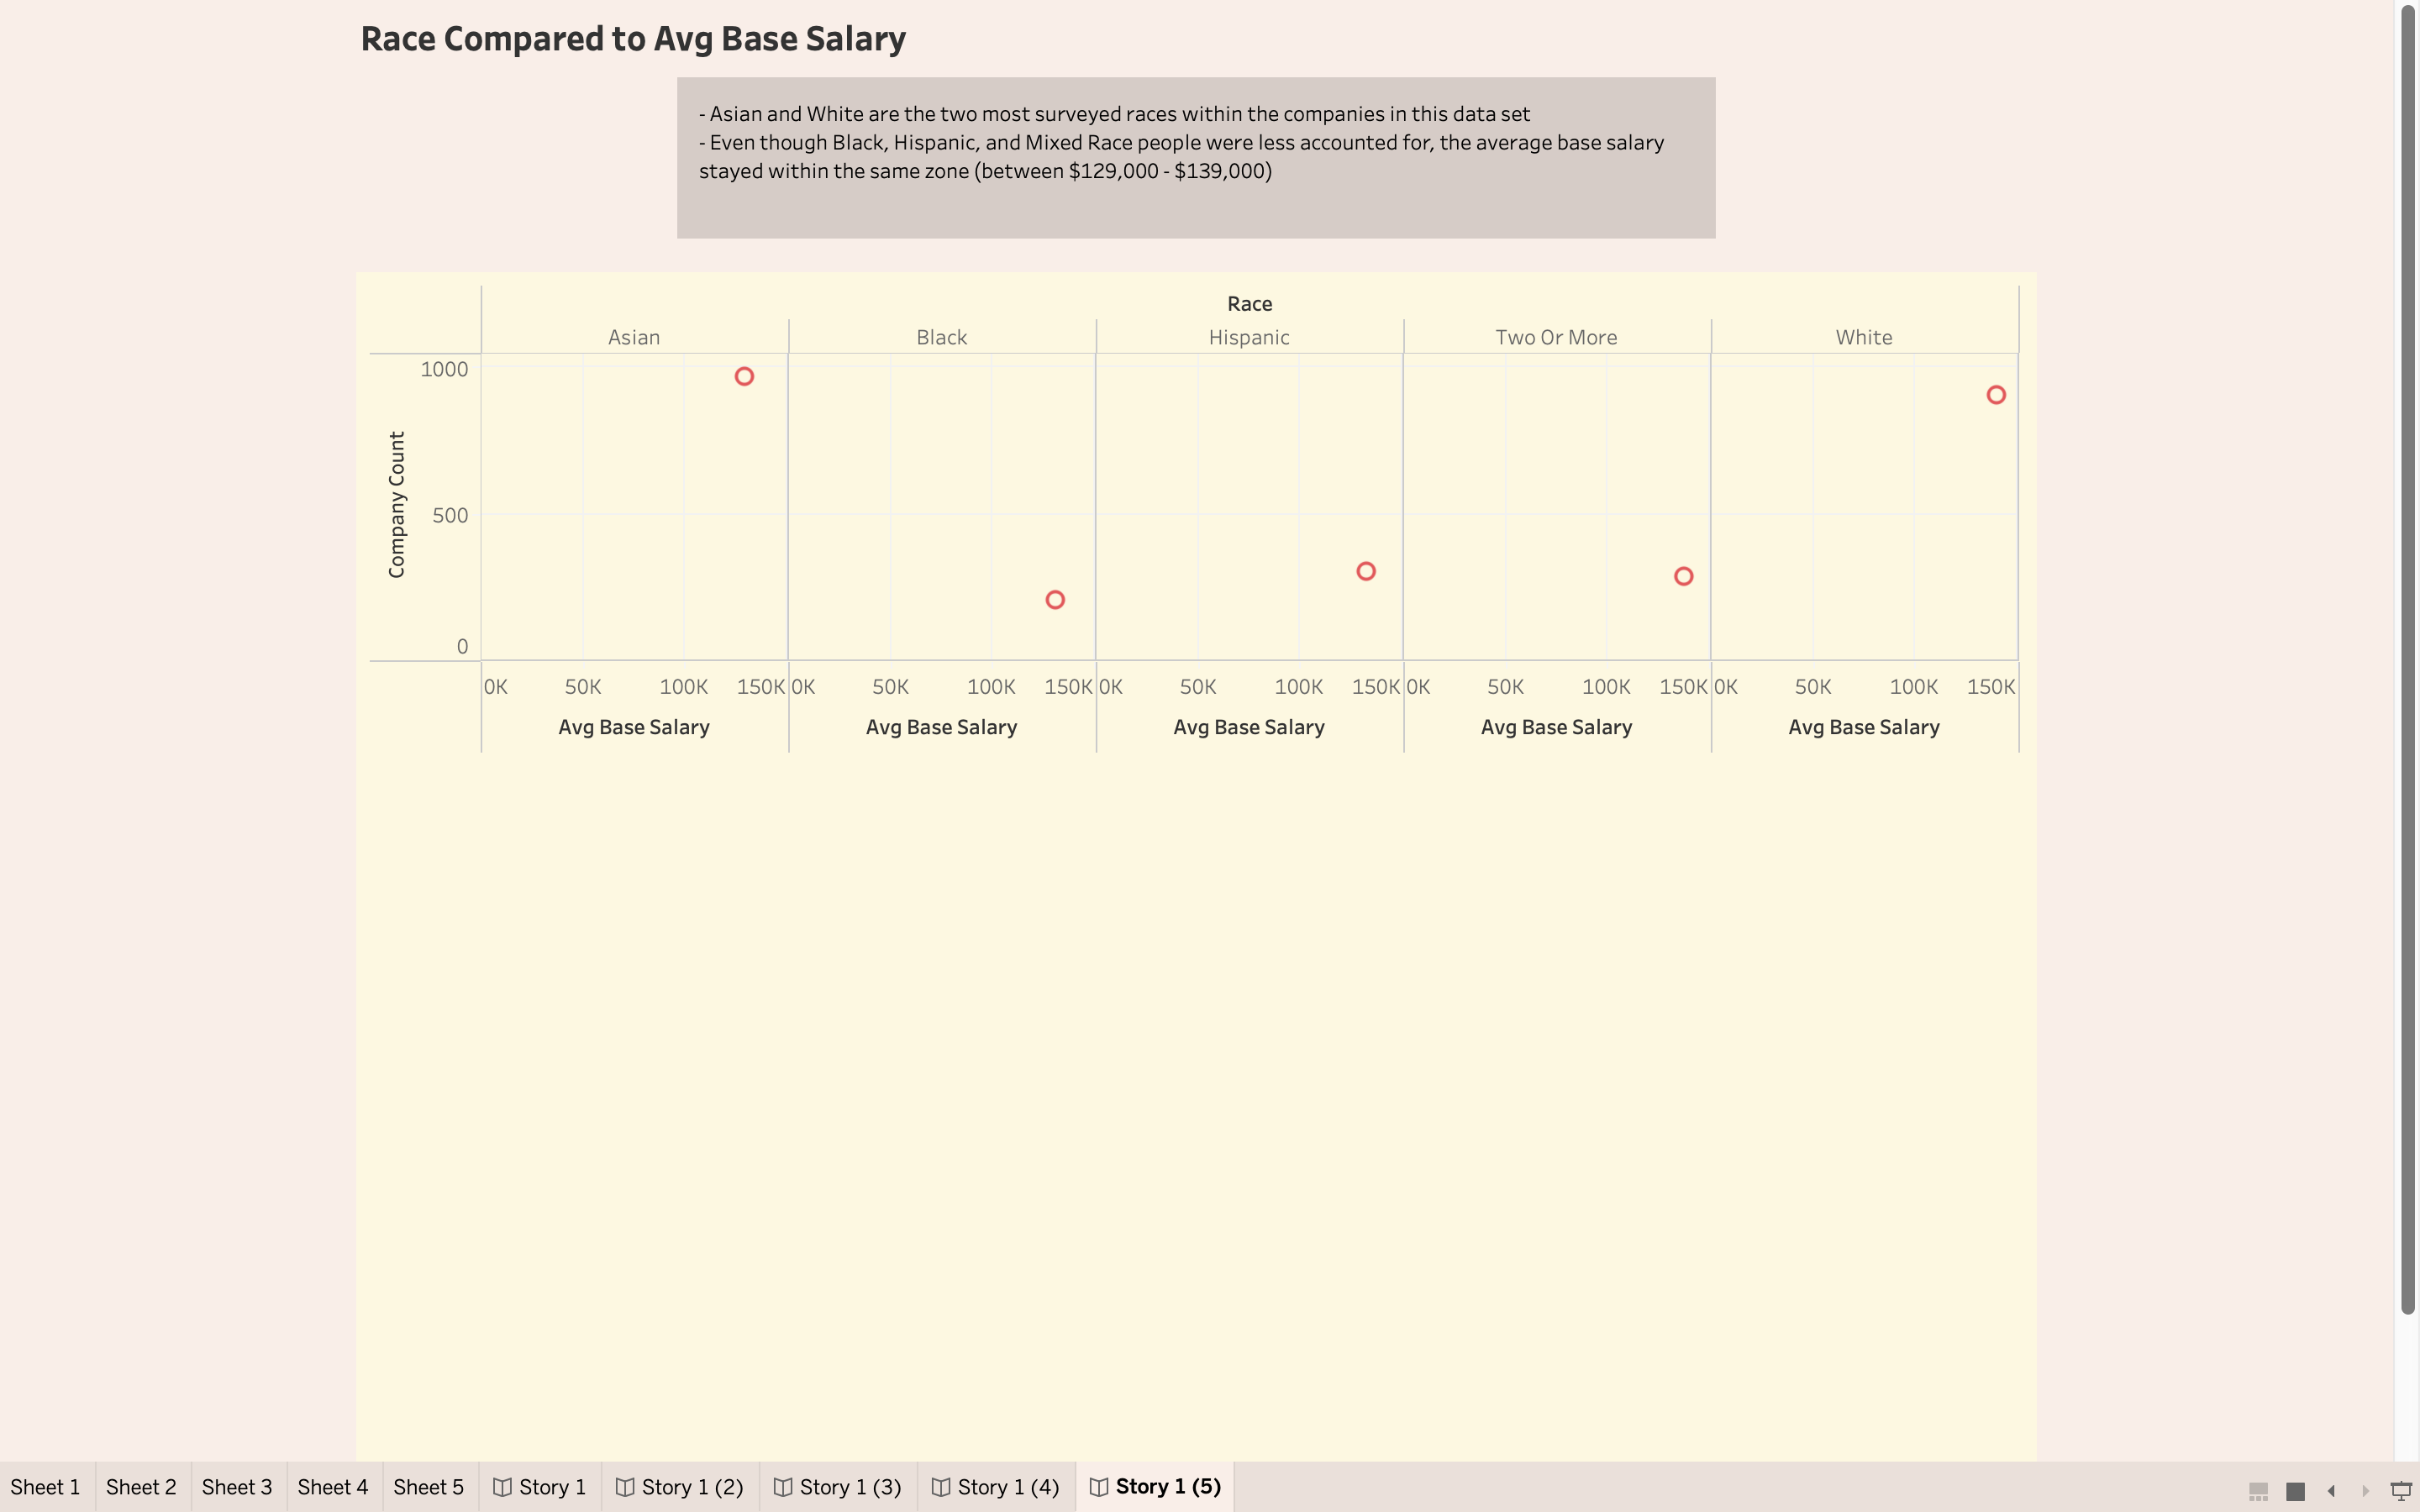 Race Compared to Avg Base Salary
- Asian and White are the two most surveyed races within the companies in this data set
- Even though Black, Hispanic, and Mixed Race people were less accounted for, the average base salary
stayed within the same zone (between $129,000 - $139,000)
Race
Asian Black Hispanic Two Or More White
1000
Company Count
500
0
0K 50K 100K 150K 0K 50K 100K 150K 0K 50K 100K 150K 0K 50K 100K 150K 0K 50K 100K 150K
Avg Base Salary Avg Base Salary Avg Base Salary Avg Base Salary Avg Base Salary
Sheet 1 Sheet 2 Sheet 3 Sheet 4 Sheet 5 Story 1 Story 1 (2) Story 1 (3) Story 1 (4) Story 1 (5)